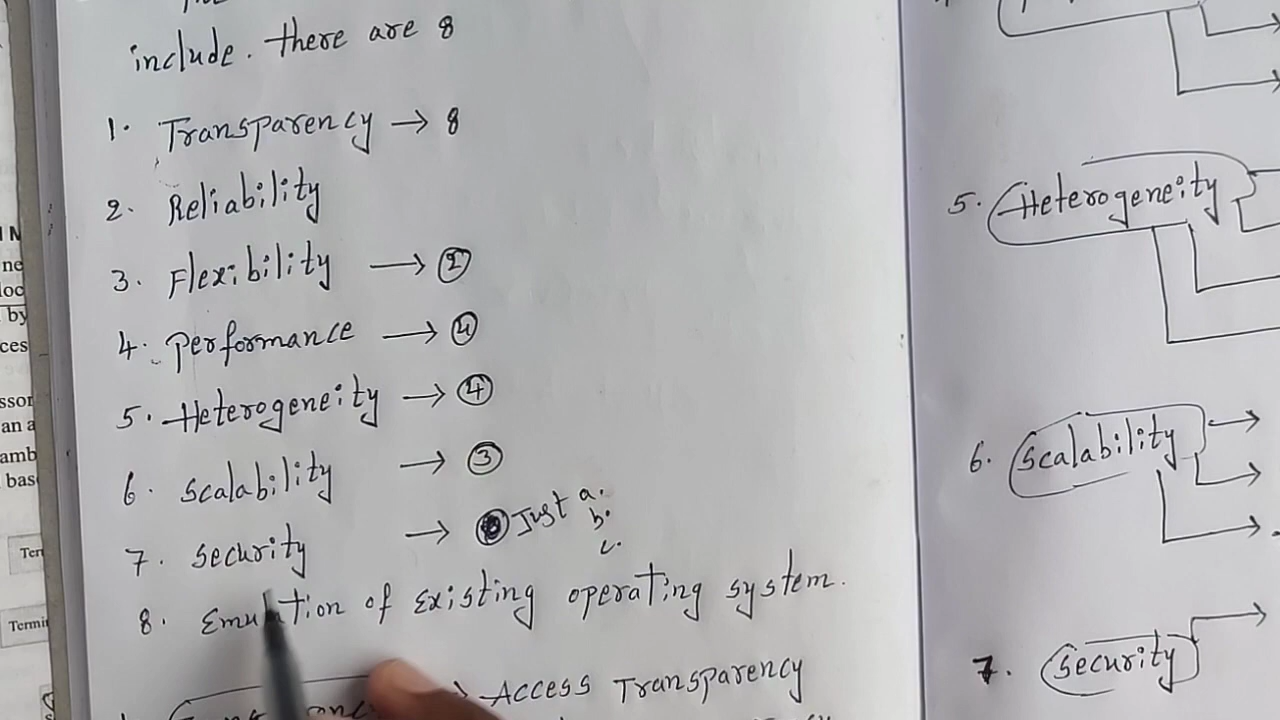 include. there are 8
1. Transparency → 8
2. Reliability
3. Flexibility → ②
4. Performance → ④
5. Heterogeneity → ④
6. Scalability → ③
7. Security → Just a.
b.
c.
8. Emulation of Existing operating system.
→ Access Transparency
5. Heterogeneity
6. Scalability
7. Security